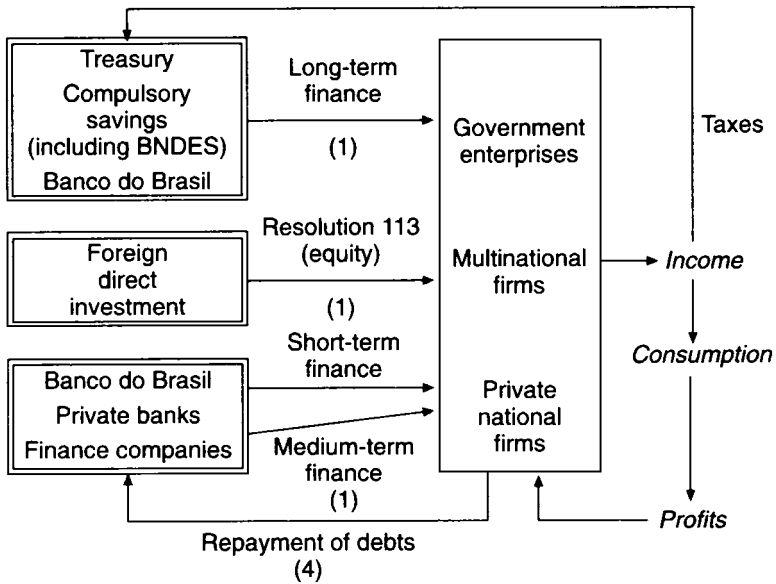 Treasury
Compulsory
savings
(including BNDES)
Banco do Brasil
Long-term
finance
(1)
Government
enterprises
Taxes
Foreign
direct
investment
Resolution 113
(equity)
(1)
Multinational
firms
Income
Consumption
Banco do Brasil
Private banks
Finance companies
Short-term
finance
Medium-term
finance
(1)
Private
national
firms
Profits
Repayment of debts
(4)